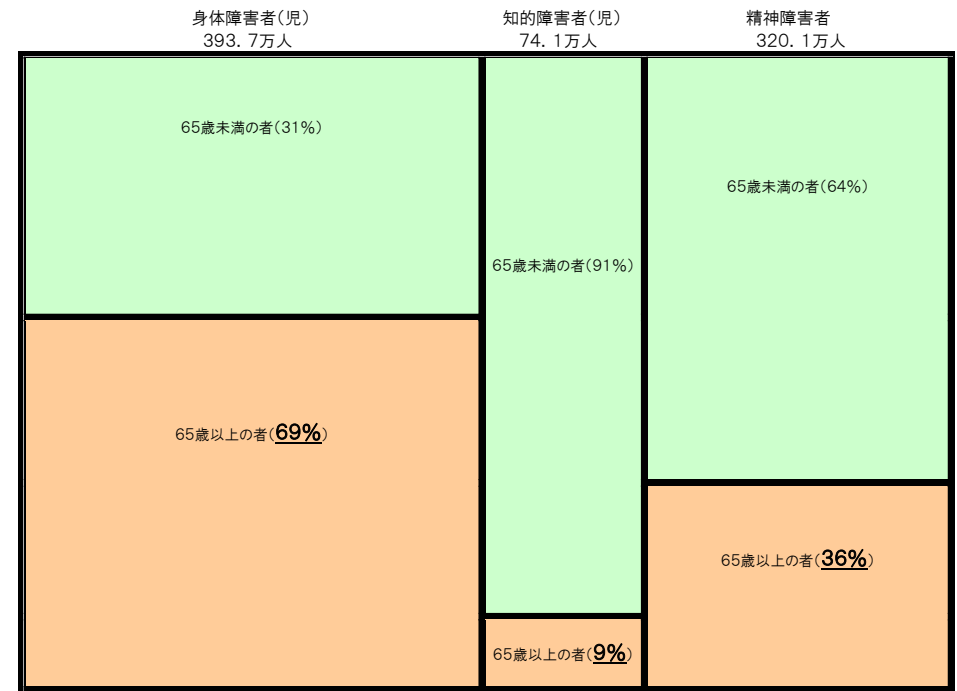 身体障害者(児)
393.7万人
知的障害者(児)
74.1万人
精神障害者
320.1万人
65歳未満の者(31%)
65歳以上の者(69%)
65歳未満の者(91%)
65歳以上の者(9%)
65歳未満の者(64%)
65歳以上の者(36%)